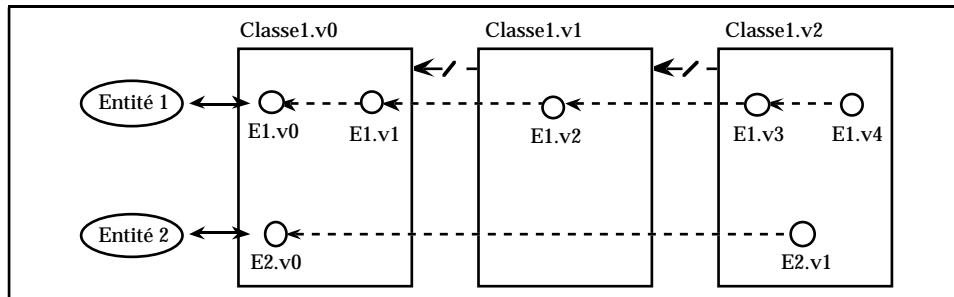 Classe1.v0 Classe1.v1 Classe1.v2
Entité 1
E1.v0 E1.v1 E1.v2 E1.v3 E1.v4
Entité 2
E2.v0 E2.v1